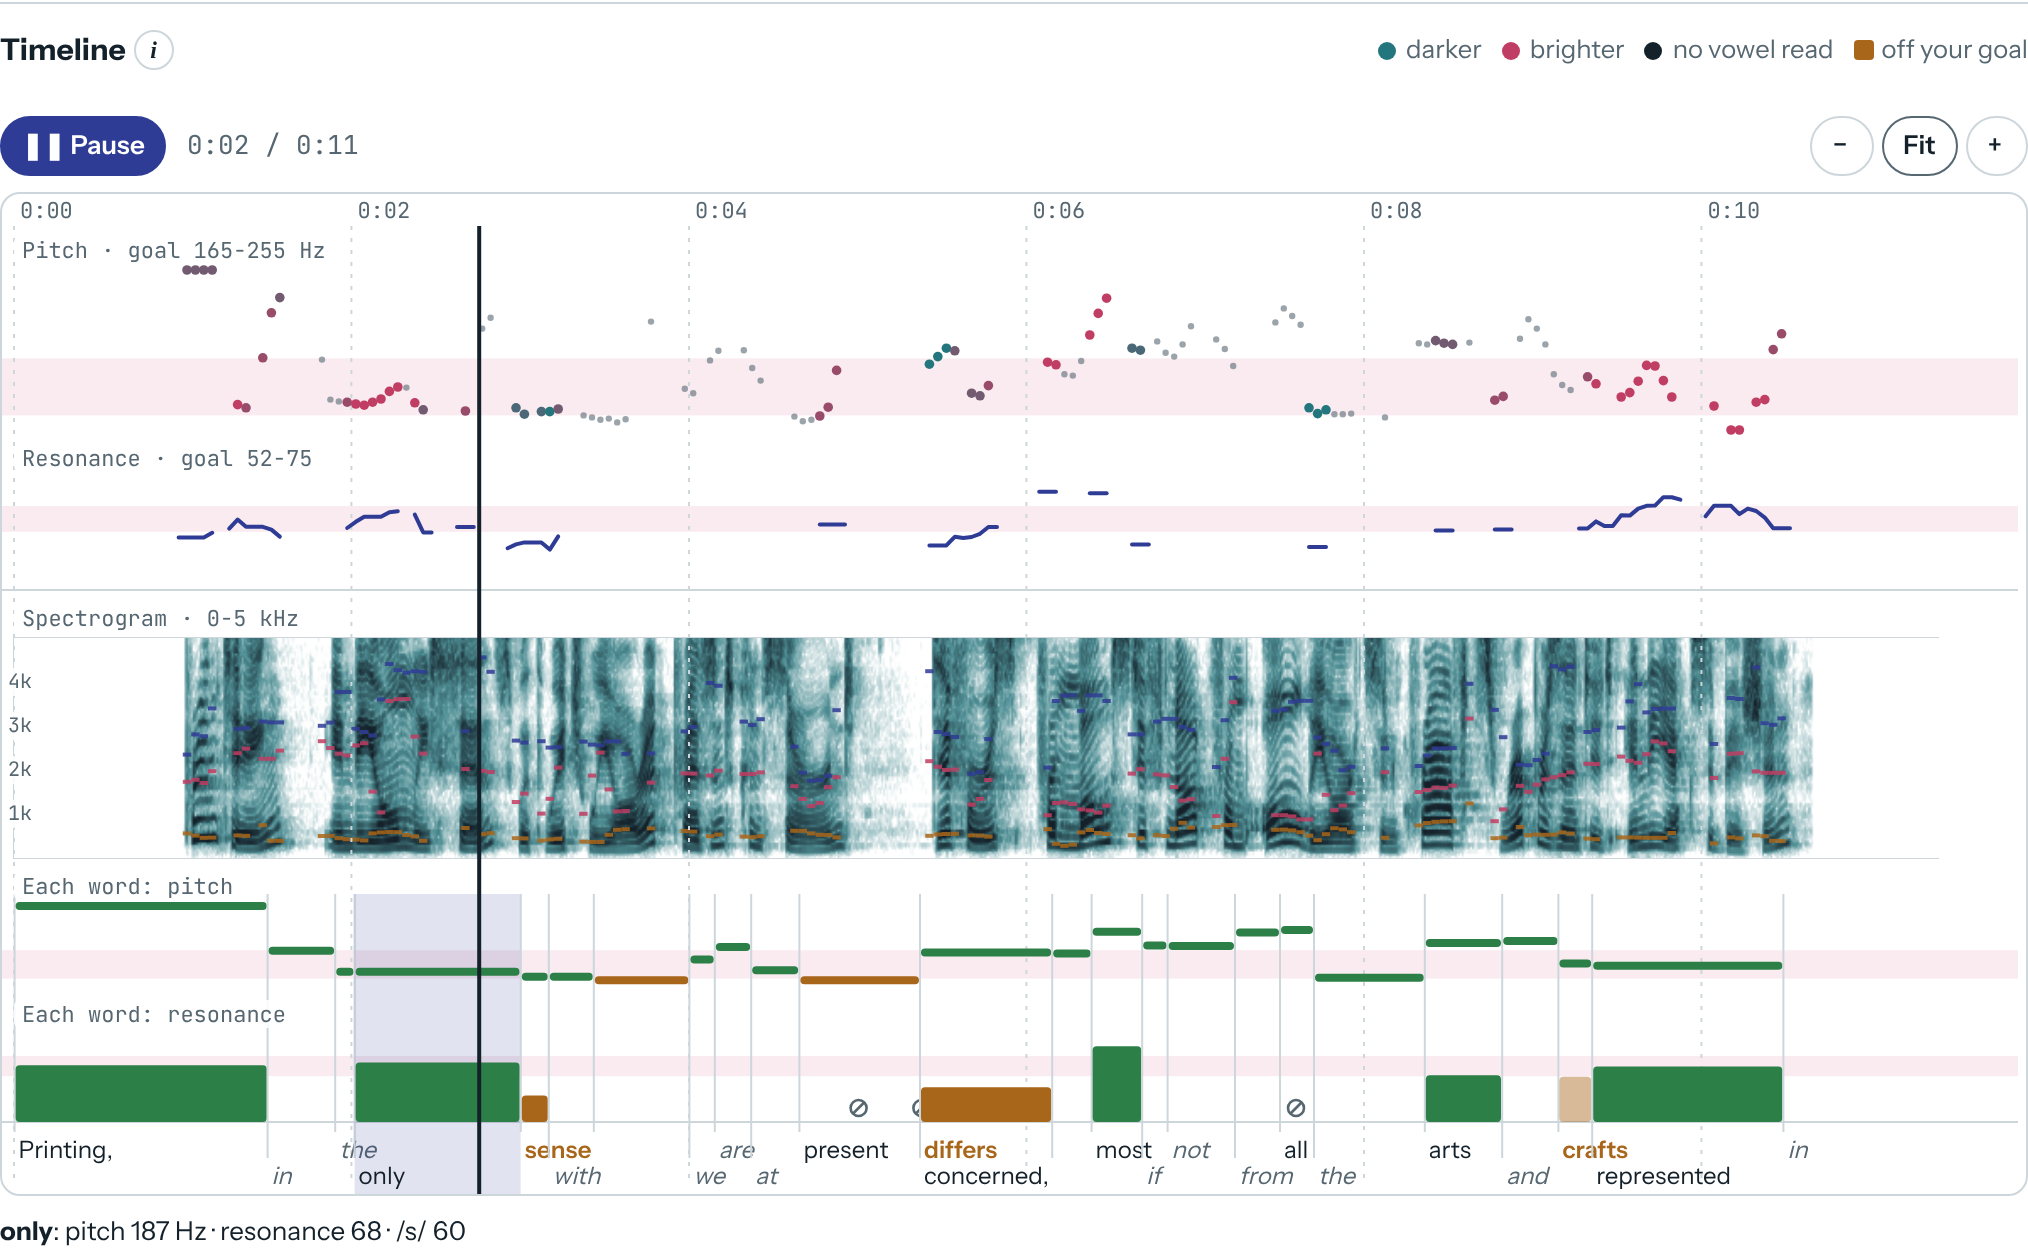 Timeline i
darker brighter no vowel read off your goal
Pause 0:02 / 0:11
− Fit +
0:00 0:02 0:04 0:06 0:08 0:10
Pitch · goal 165-255 Hz
Resonance · goal 52-75
Spectrogram · 0-5 kHz
4k
3k
2k
1k
Each word: pitch
Each word: resonance
Printing, the sense are present differs most not all arts crafts in
in only with we at concerned, if from the and represented
only: pitch 187 Hz · resonance 68 · /s/ 60